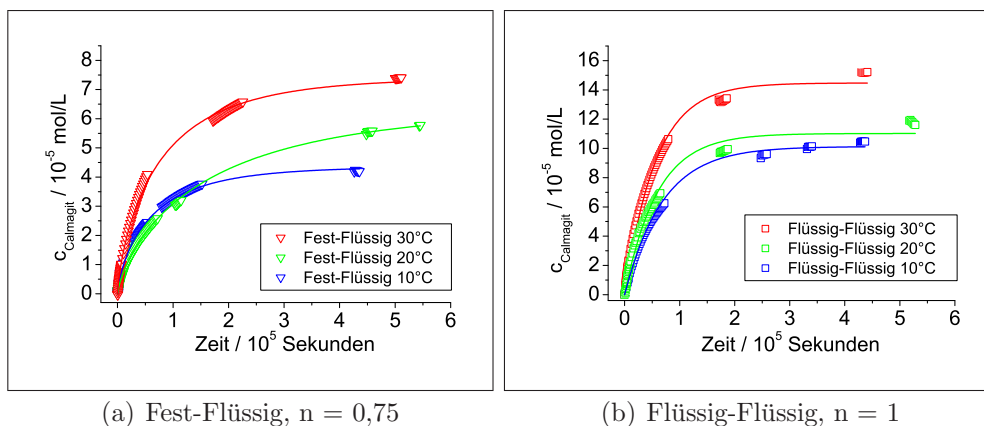 8
7
6
5
4
3
2
1
0
c_Calmagit / 10^-5 mol/L
Fest-Flüssig 30°C
Fest-Flüssig 20°C
Fest-Flüssig 10°C
0 1 2 3 4 5 6
Zeit / 10^5 Sekunden
(a) Fest-Flüssig, n = 0,75
16
14
12
10
8
6
4
2
0
c_Calmagit / 10^-5 mol/L
Flüssig-Flüssig 30°C
Flüssig-Flüssig 20°C
Flüssig-Flüssig 10°C
0 1 2 3 4 5 6
Zeit / 10^5 Sekunden
(b) Flüssig-Flüssig, n = 1